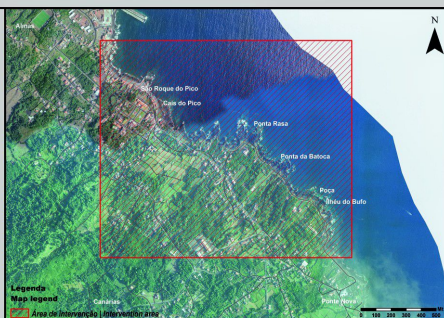 Almas
N
São Roque do Pico
Cais do Pico
Ponta Rasa
Ponta da Batoca
Poça
Ilhéu do Bufo
Legenda
Map legend
Canárias
Ponta Nova
Área de intervenção | Intervention area
0 100 200 300 400 500